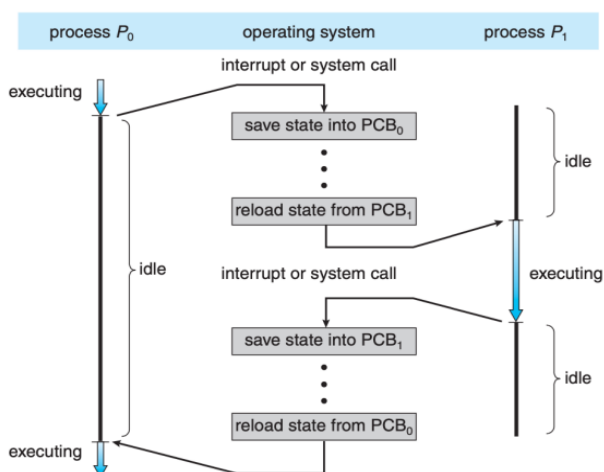 process P₀ operating system process P₁
interrupt or system call
executing
save state into PCB₀
idle
reload state from PCB₁
idle
interrupt or system call
executing
save state into PCB₁
idle
reload state from PCB₀
executing